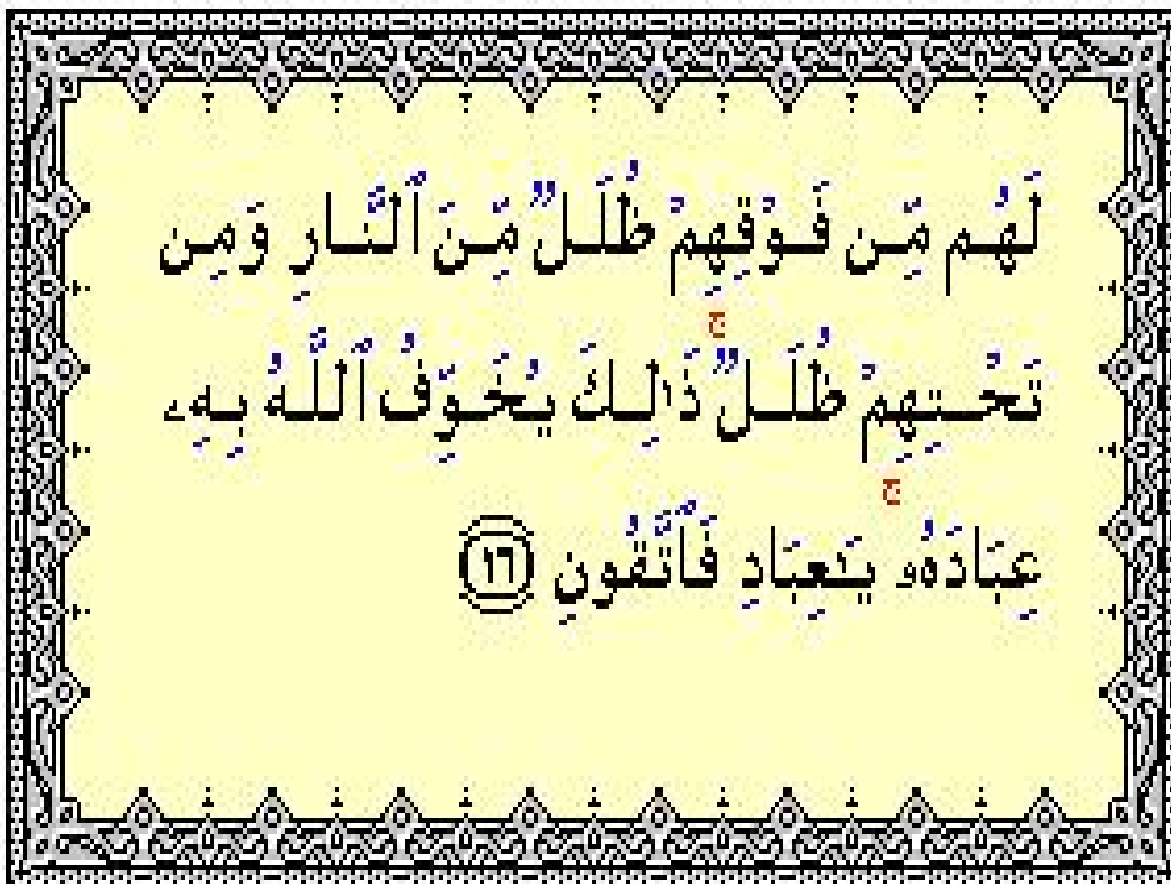 لَهُم مِّن فَوْقِهِمْ ظُلَلٌ مِّنَ ٱلنَّارِ وَمِن
تَحْتِهِمْ ظُلَلٌ ۚ ذَٰلِكَ يُخَوِّفُ ٱللَّهُ بِهِۦ
عِبَادَهُۥ ۚ يَـٰعِبَادِ فَٱتَّقُونِ ١٦